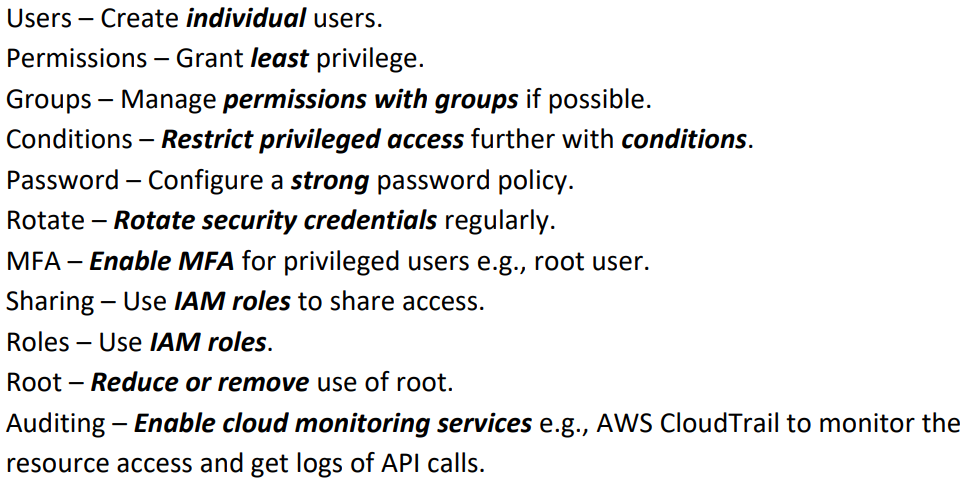 Users – Create individual users.
Permissions – Grant least privilege.
Groups – Manage permissions with groups if possible.
Conditions – Restrict privileged access further with conditions.
Password – Configure a strong password policy.
Rotate – Rotate security credentials regularly.
MFA – Enable MFA for privileged users e.g., root user.
Sharing – Use IAM roles to share access.
Roles – Use IAM roles.
Root – Reduce or remove use of root.
Auditing – Enable cloud monitoring services e.g., AWS CloudTrail to monitor the
resource access and get logs of API calls.